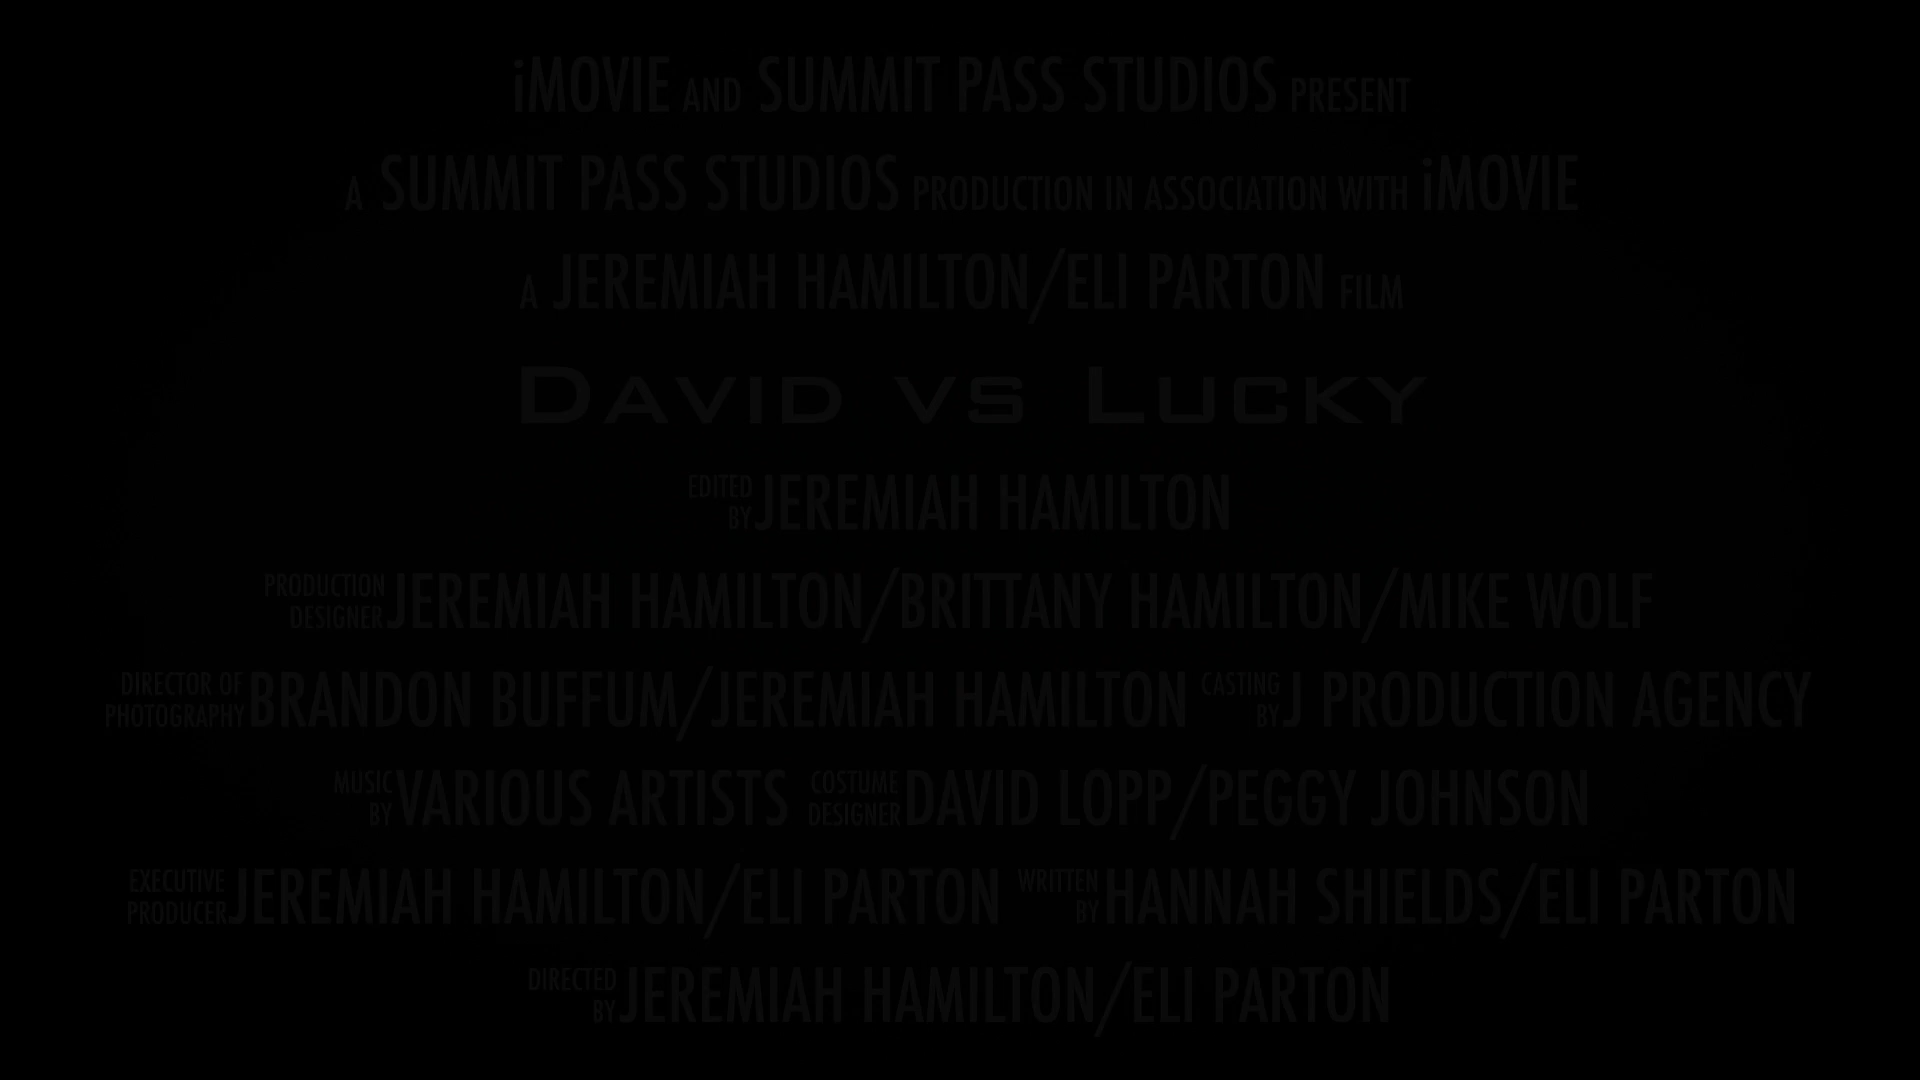 iMOVIE AND SUMMIT PASS STUDIOS PRESENT
A SUMMIT PASS STUDIOS PRODUCTION IN ASSOCIATION WITH iMOVIE
A JEREMIAH HAMILTON/ELI PARTON FILM
DAVID VS LUCKY
EDITED BY JEREMIAH HAMILTON
PRODUCTION DESIGNER JEREMIAH HAMILTON/BRITTANY HAMILTON/MIKE WOLF
DIRECTOR OF PHOTOGRAPHY BRANDON BUFFUM/JEREMIAH HAMILTON CASTING BY J PRODUCTION AGENCY
MUSIC BY VARIOUS ARTISTS COSTUME DESIGNER DAVID LOPP/PEGGY JOHNSON
EXECUTIVE PRODUCER JEREMIAH HAMILTON/ELI PARTON WRITTEN BY HANNAH SHIELDS/ELI PARTON
DIRECTED BY JEREMIAH HAMILTON/ELI PARTON